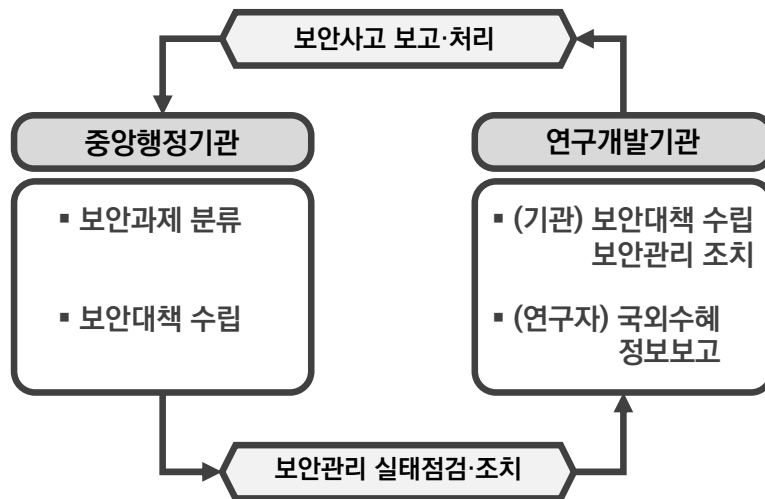 보안사고 보고·처리
중앙행정기관
연구개발기관
▪ 보안과제 분류
▪ 보안대책 수립
▪ (기관) 보안대책 수립
보안관리 조치
▪ (연구자) 국외수혜
정보보고
보안관리 실태점검·조치